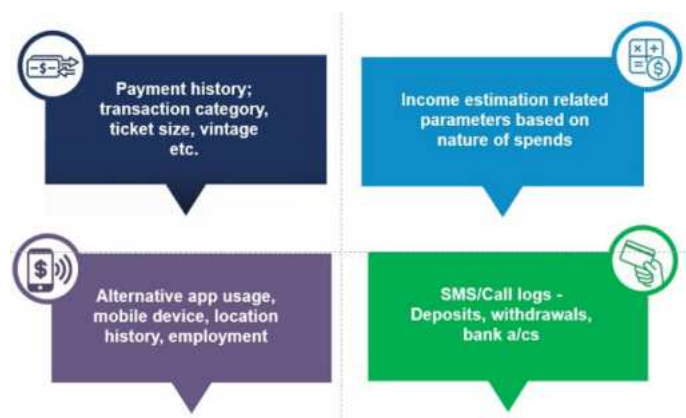 Payment history;
transaction category,
ticket size, vintage
etc.
Income estimation related
parameters based on
nature of spends
Alternative app usage,
mobile device, location
history, employment
SMS/Call logs -
Deposits, withdrawals,
bank a/cs